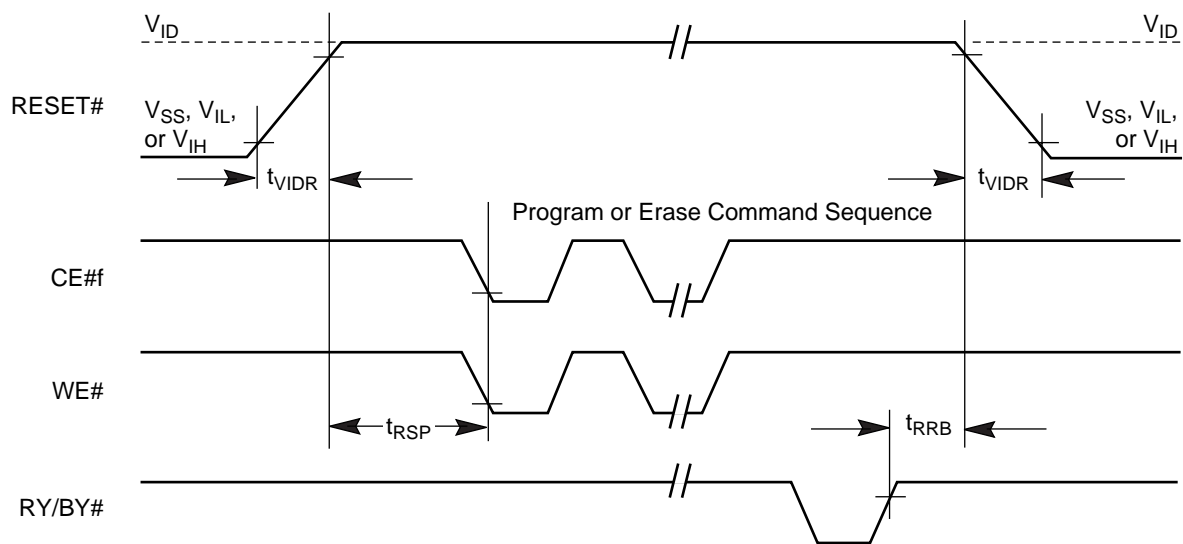 VID
VID
RESET#
VSS, VIL,
or VIH
VSS, VIL,
or VIH
tVIDR
tVIDR
Program or Erase Command Sequence
CE#f
WE#
tRSP
tRRB
RY/BY#